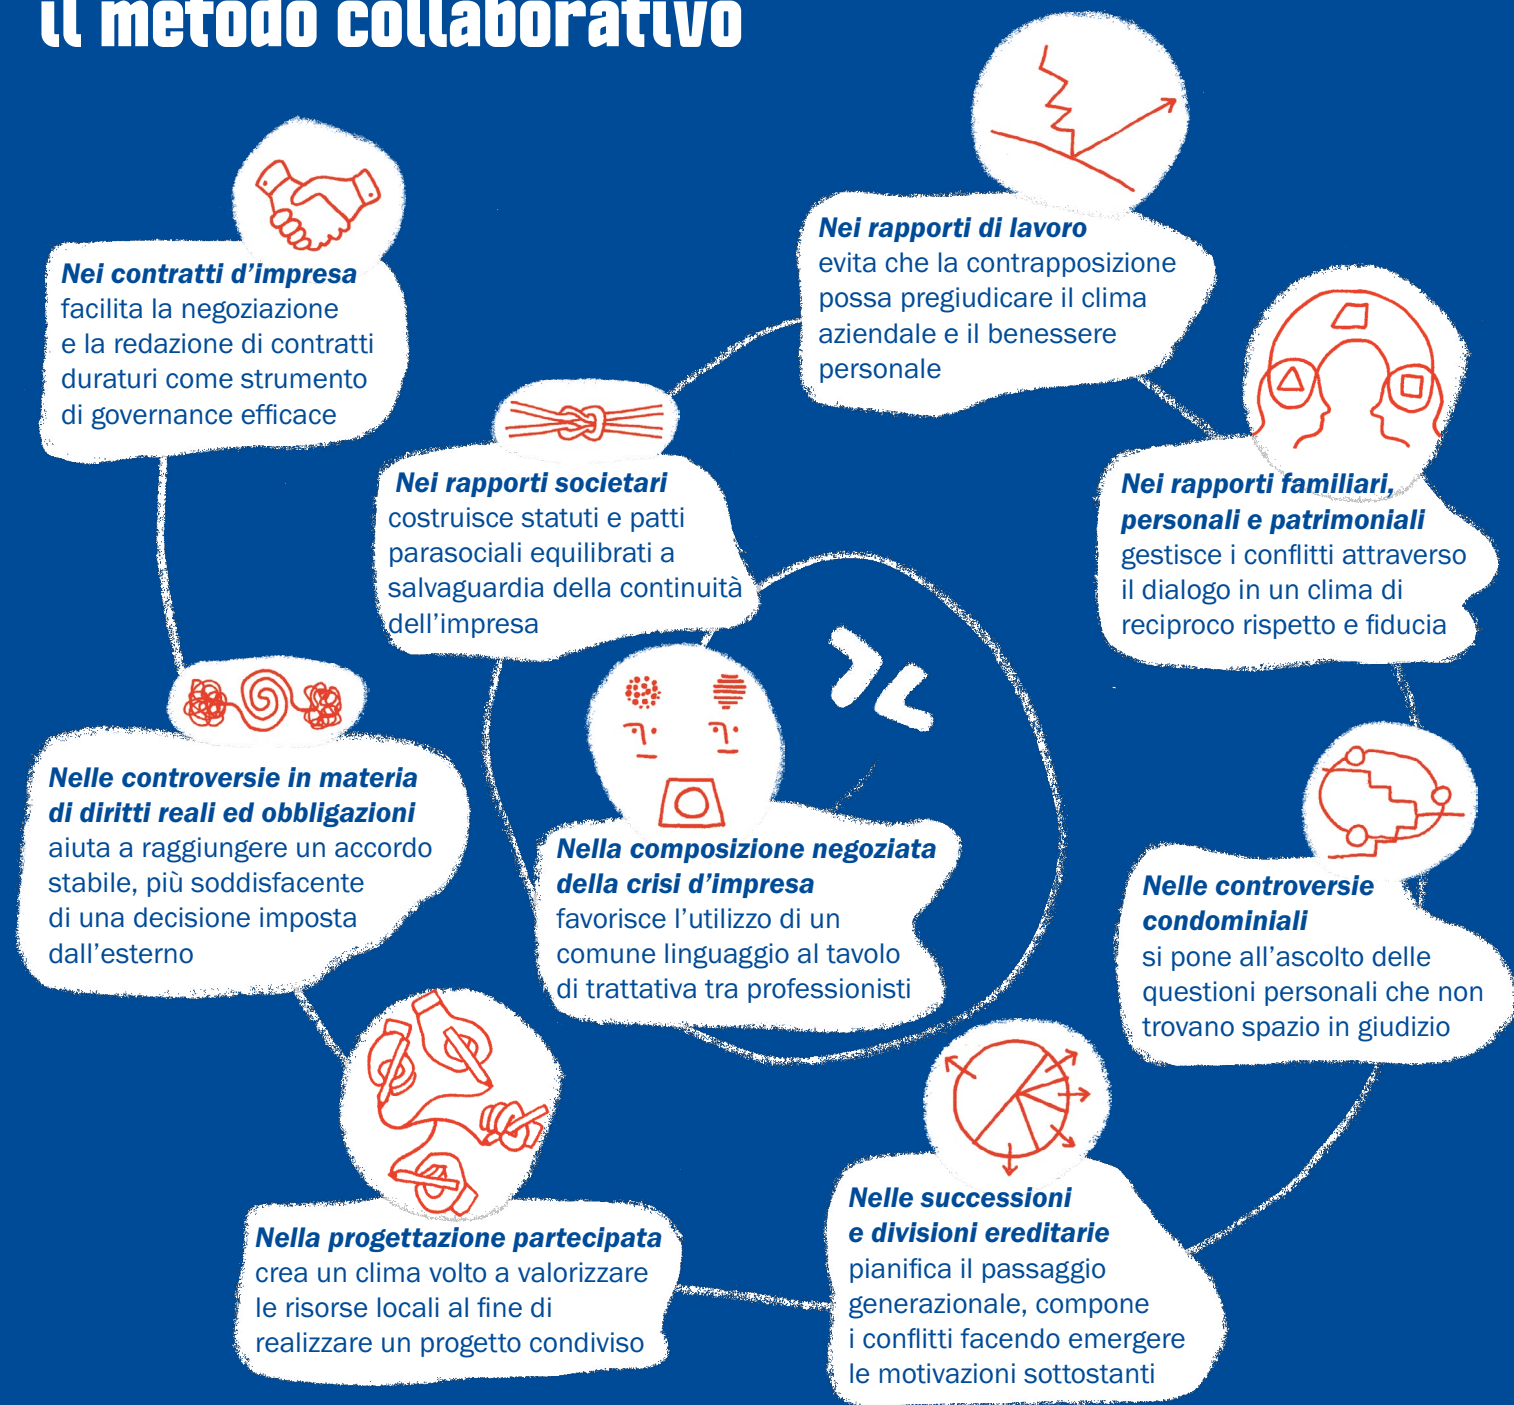 il metodo collaborativo
Nei contratti d'impresa
facilita la negoziazione
e la redazione di contratti
duraturi come strumento
di governance efficace
Nei rapporti di lavoro
evita che la contrapposizione
possa pregiudicare il clima
aziendale e il benessere
personale
Nei rapporti societari
costruisce statuti e patti
parasociali equilibrati a
salvaguardia della continuità
dell'impresa
Nei rapporti familiari,
personali e patrimoniali
gestisce i conflitti attraverso
il dialogo in un clima di
reciproco rispetto e fiducia
Nelle controversie in materia
di diritti reali ed obbligazioni
aiuta a raggiungere un accordo
stabile, più soddisfacente
di una decisione imposta
dall'esterno
Nella composizione negoziata
della crisi d'impresa
favorisce l'utilizzo di un
comune linguaggio al tavolo
di trattativa tra professionisti
Nelle controversie
condominiali
si pone all'ascolto delle
questioni personali che non
trovano spazio in giudizio
Nella progettazione partecipata
crea un clima volto a valorizzare
le risorse locali al fine di
realizzare un progetto condiviso
Nelle successioni
e divisioni ereditarie
pianifica il passaggio
generazionale, compone
i conflitti facendo emergere
le motivazioni sottostanti